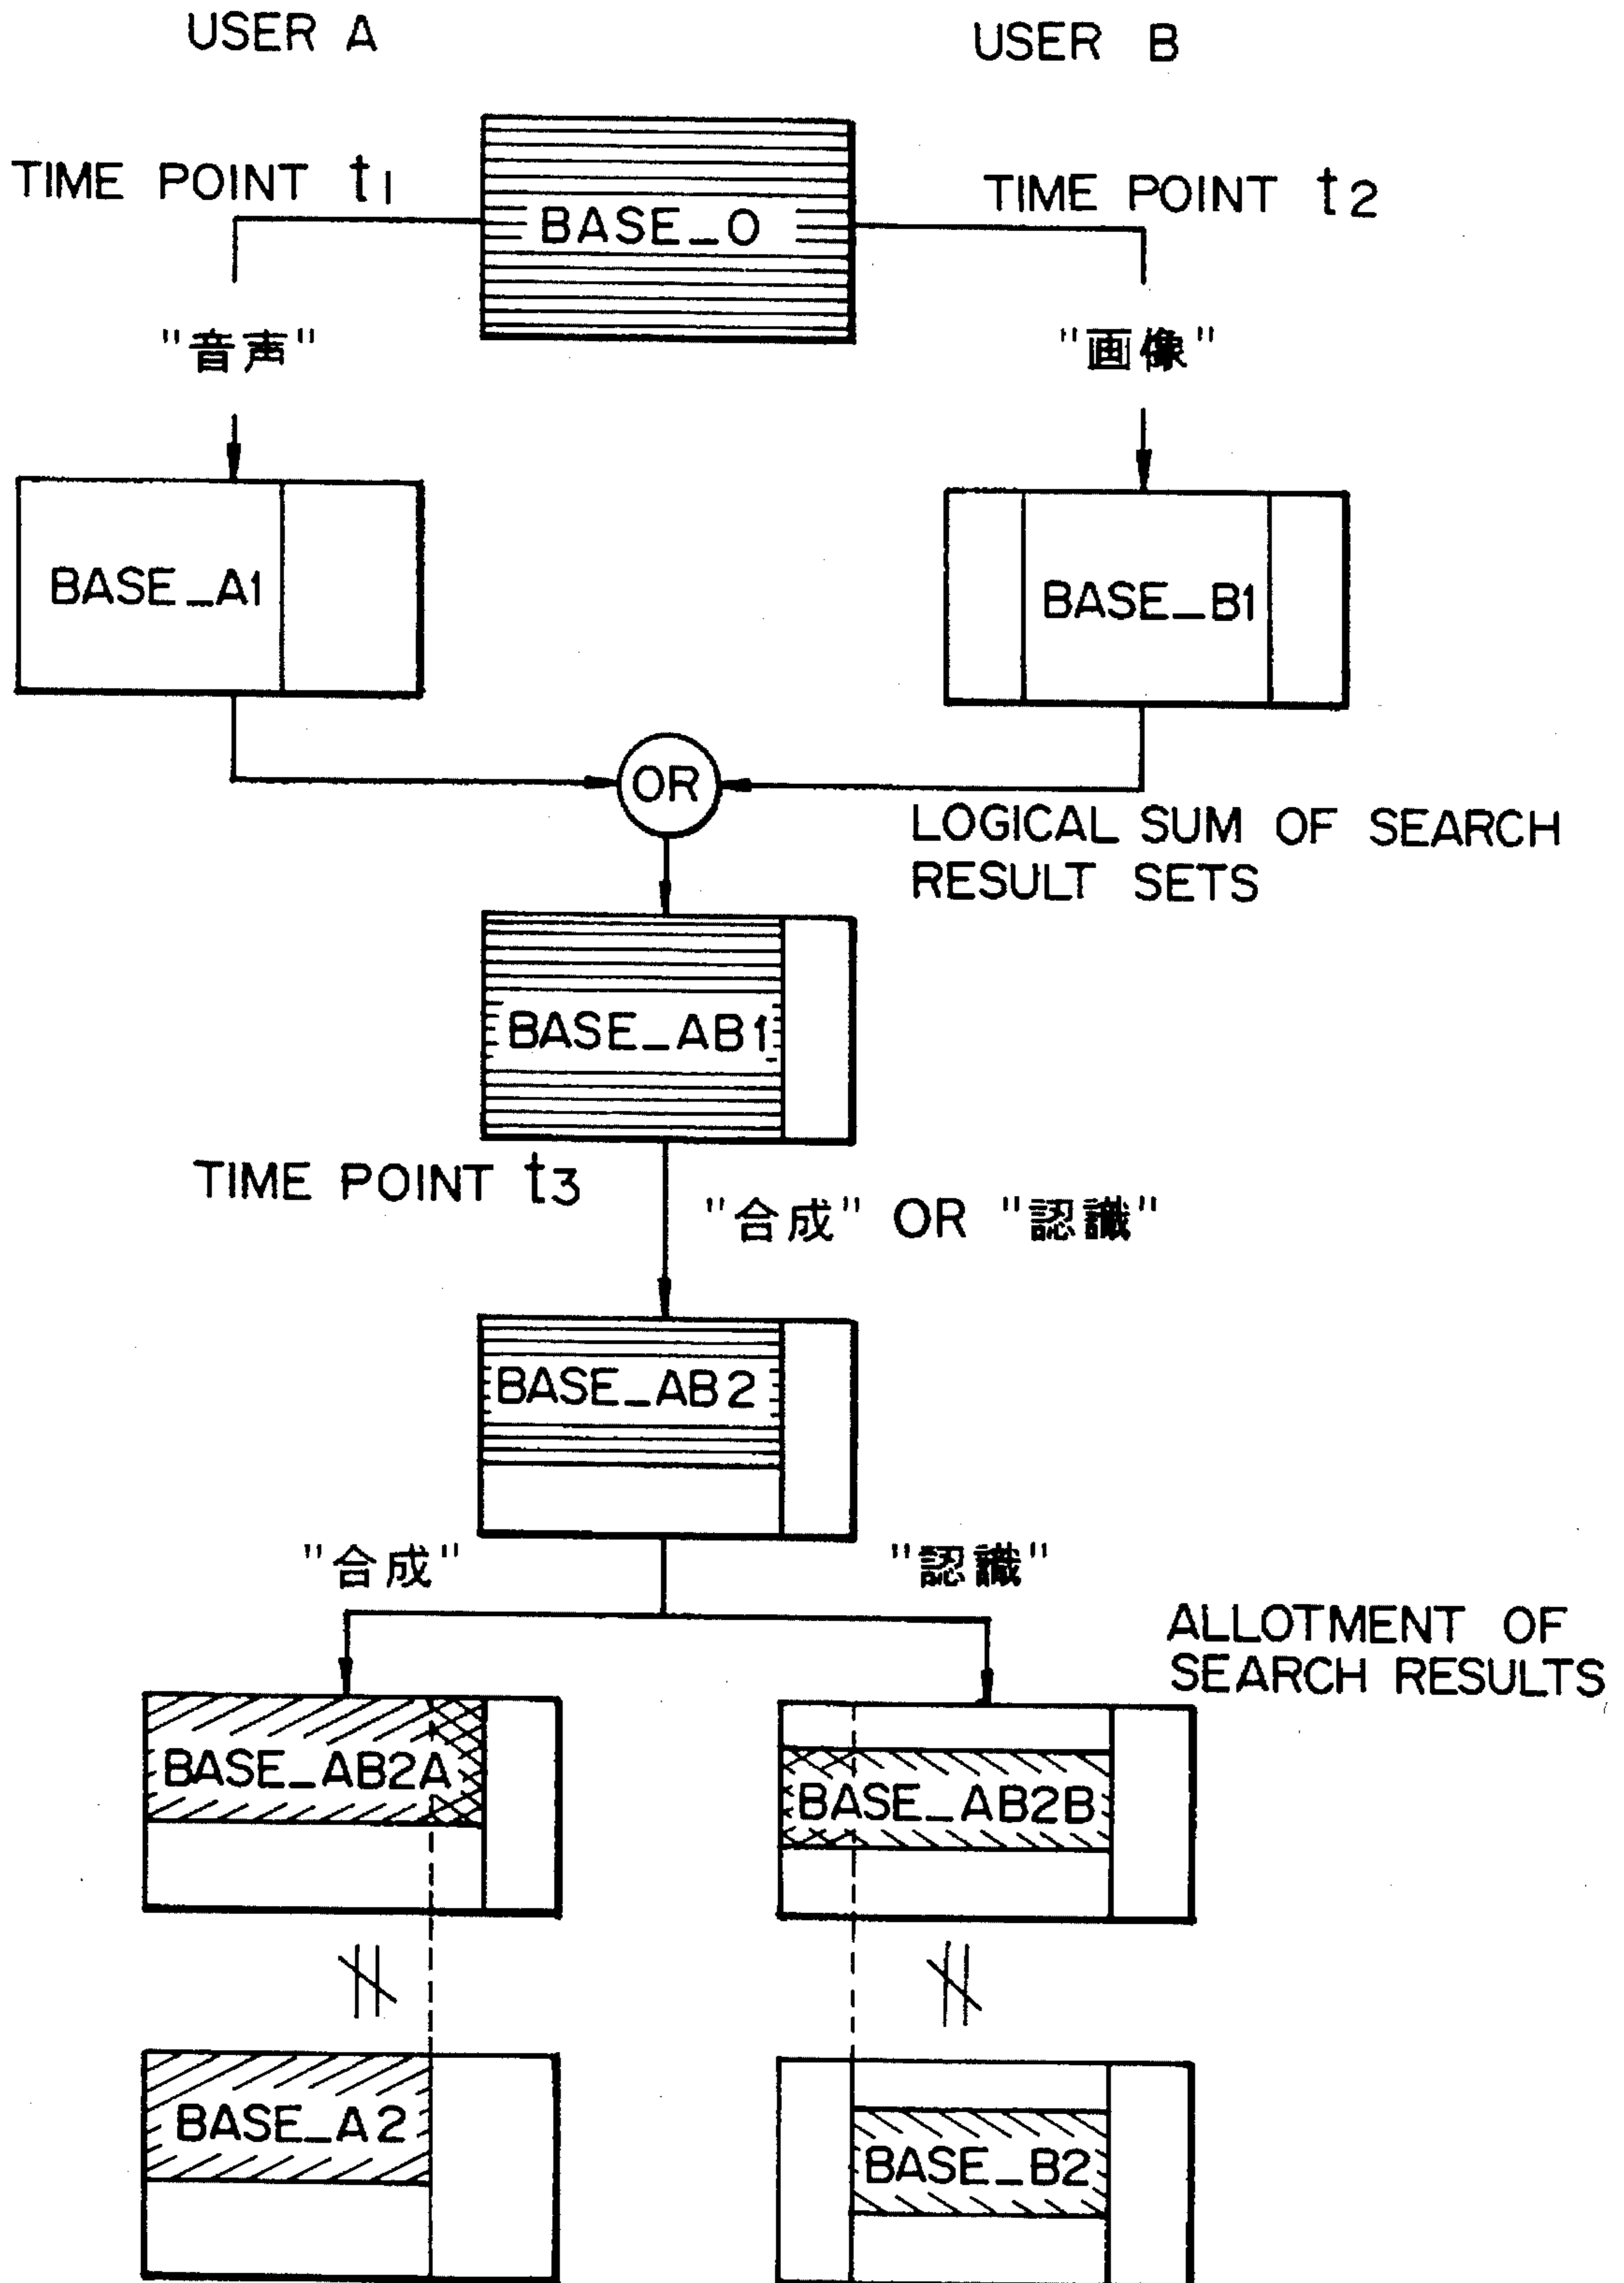 USER A
USER B
TIME POINT t1
BASE_0
TIME POINT t2
"音声"
"画像"
BASE_A1
BASE_B1
OR
LOGICAL SUM OF SEARCH
RESULT SETS
BASE_AB1
TIME POINT t3
"合成" OR "認識"
BASE_AB2
"合成"
"認識"
ALLOTMENT OF
SEARCH RESULTS
BASE_AB2A
BASE_AB2B
BASE_A2
BASE_B2